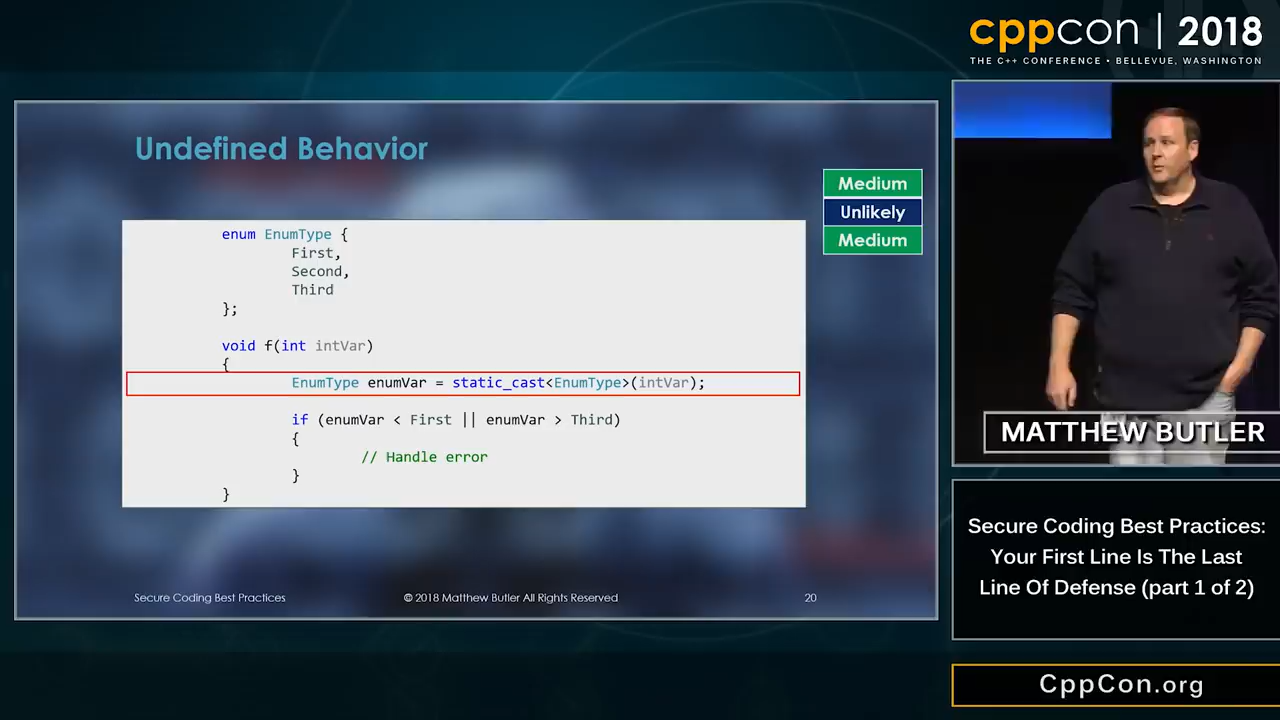 cppcon | 2018
THE C++ CONFERENCE • BELLEVUE, WASHINGTON
Undefined Behavior
Medium
Unlikely
Medium
enum EnumType {
First,
Second,
Third
};
void f(int intVar)
{
EnumType enumVar = static_cast<EnumType>(intVar);
if (enumVar < First || enumVar > Third)
{
// Handle error
}
}
Secure Coding Best Practices
© 2018 Matthew Butler All Rights Reserved
20
MATTHEW BUTLER
Secure Coding Best Practices:
Your First Line Is The Last
Line Of Defense (part 1 of 2)
CppCon.org